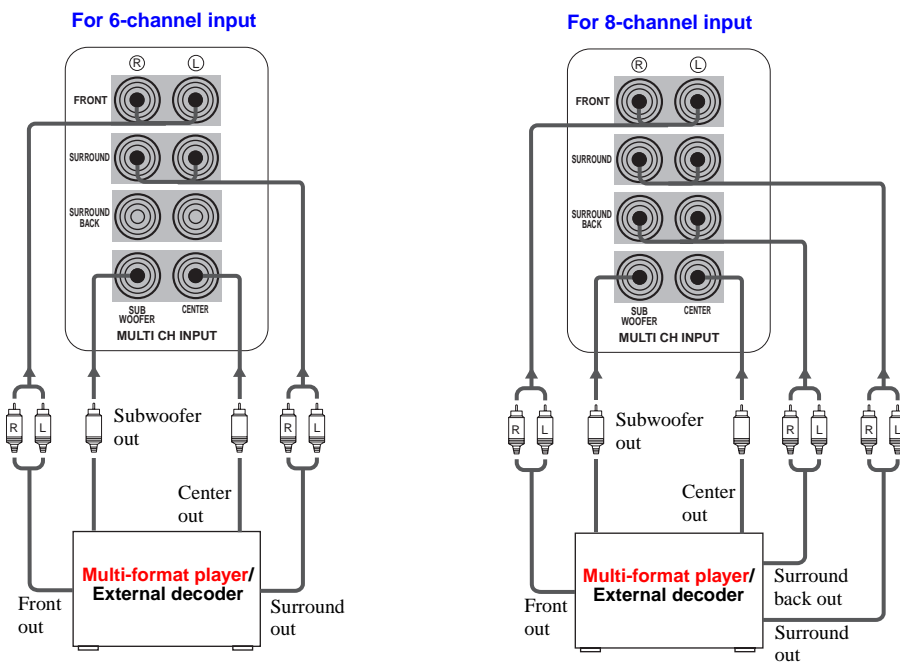 For 6-channel input
R L
FRONT
SURROUND
SURROUND
BACK
SUB
WOOFER
CENTER
MULTI CH INPUT
R L
Subwoofer
out
R L
Center
out
Multi-format player/
External decoder
Front
out
Surround
out
For 8-channel input
R L
FRONT
SURROUND
SURROUND
BACK
SUB
WOOFER
CENTER
MULTI CH INPUT
R L
Subwoofer
out
R L
R L
Center
out
Multi-format player/
External decoder
Front
out
Surround
back out
Surround
out